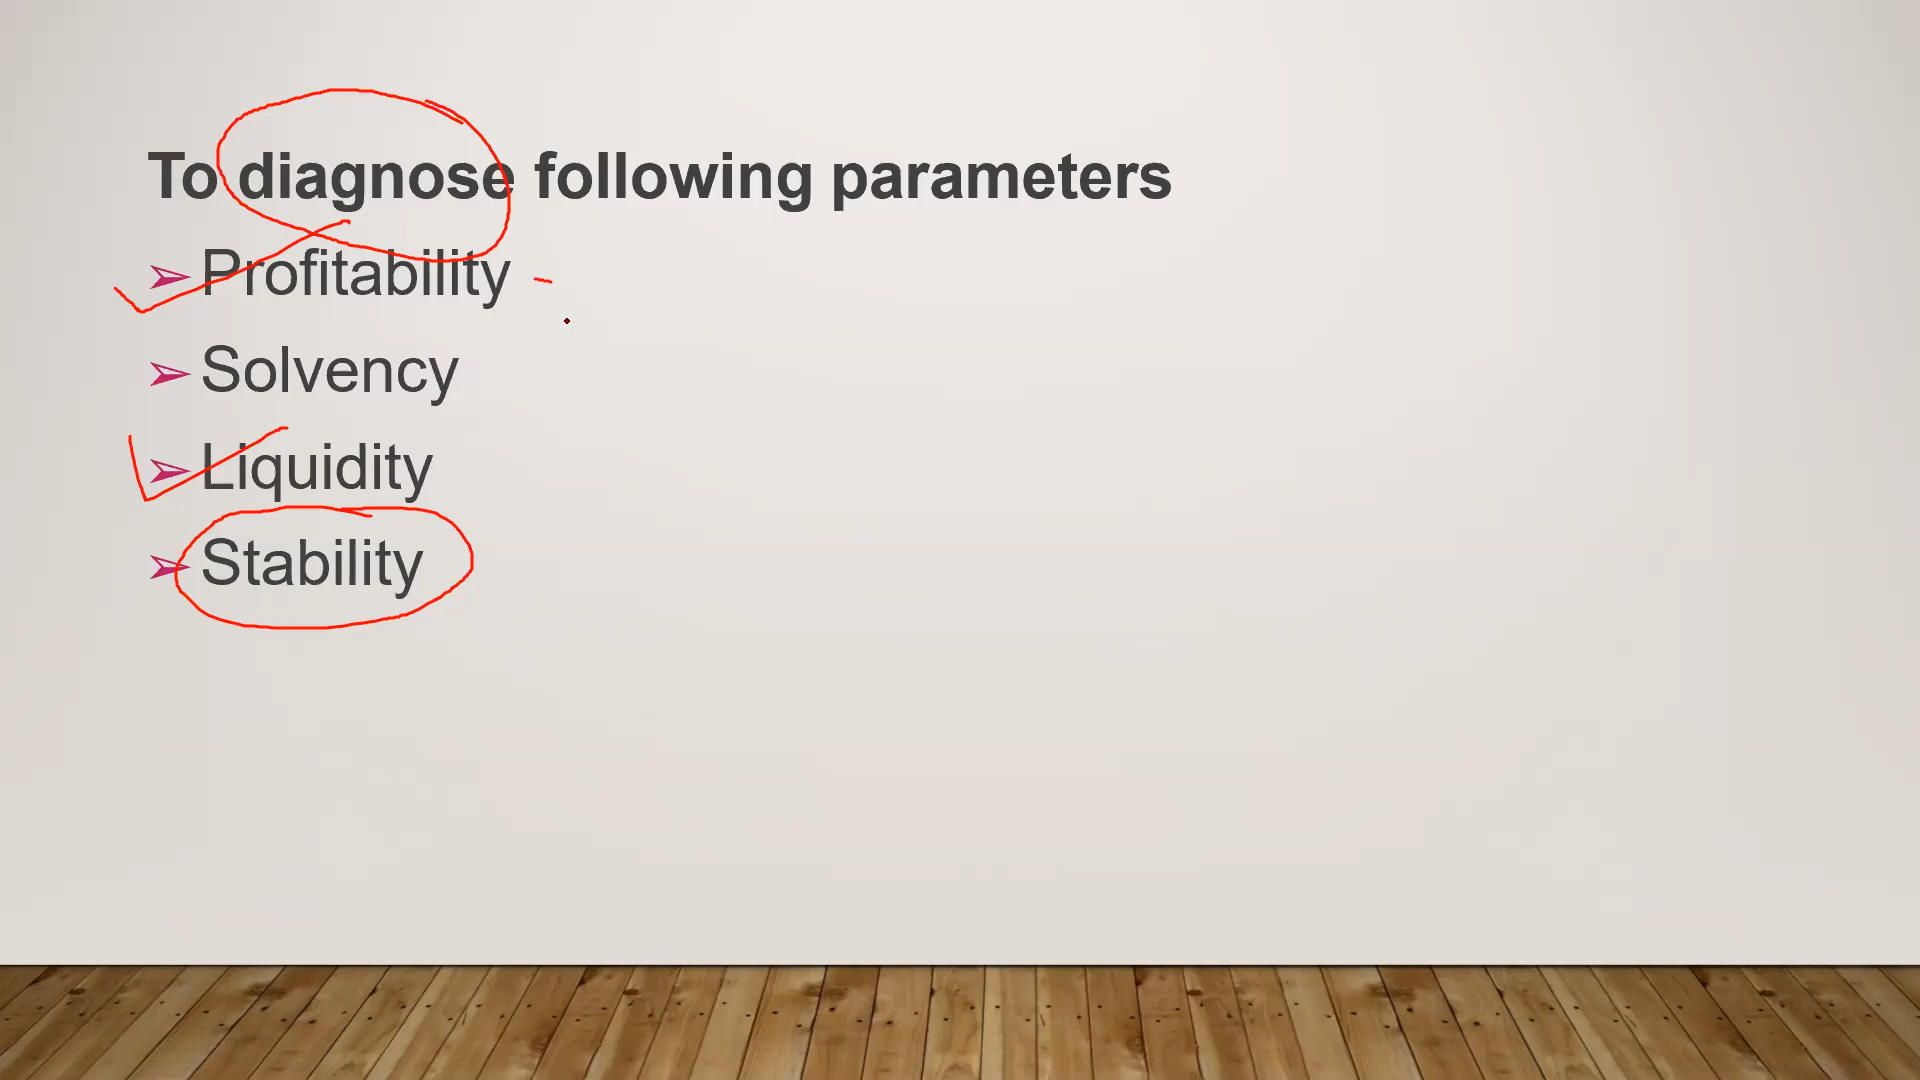 To diagnose following parameters
➢ Profitability
➢ Solvency
➢ Liquidity
➢ Stability